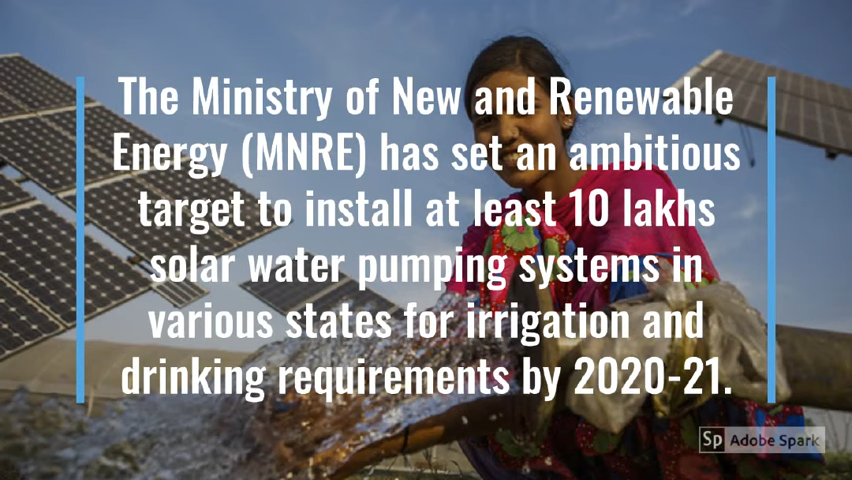 The Ministry of New and Renewable
Energy (MNRE) has set an ambitious
target to install at least 10 lakhs
solar water pumping systems in
various states for irrigation and
drinking requirements by 2020-21.
Sp Adobe Spark